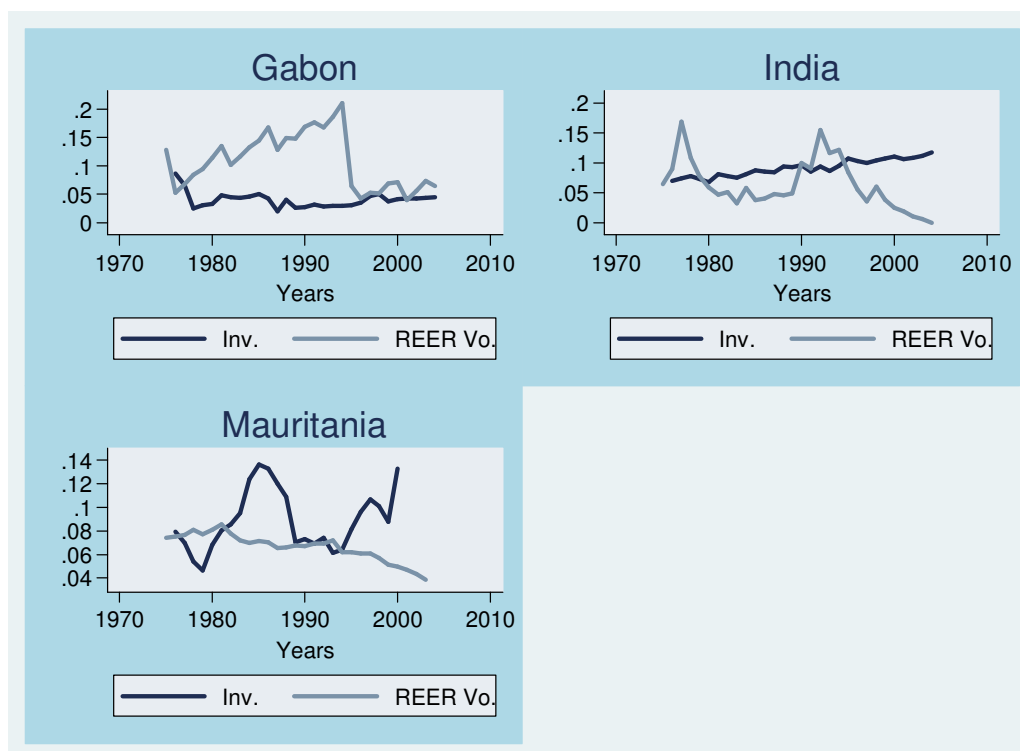 Gabon
.2
.15
.1
.05
0
1970 1980 1990 2000 2010
Years
Inv. REER Vo.
India
.2
.15
.1
.05
0
1970 1980 1990 2000 2010
Years
Inv. REER Vo.
Mauritania
.14
.12
.1
.08
.06
.04
1970 1980 1990 2000 2010
Years
Inv. REER Vo.